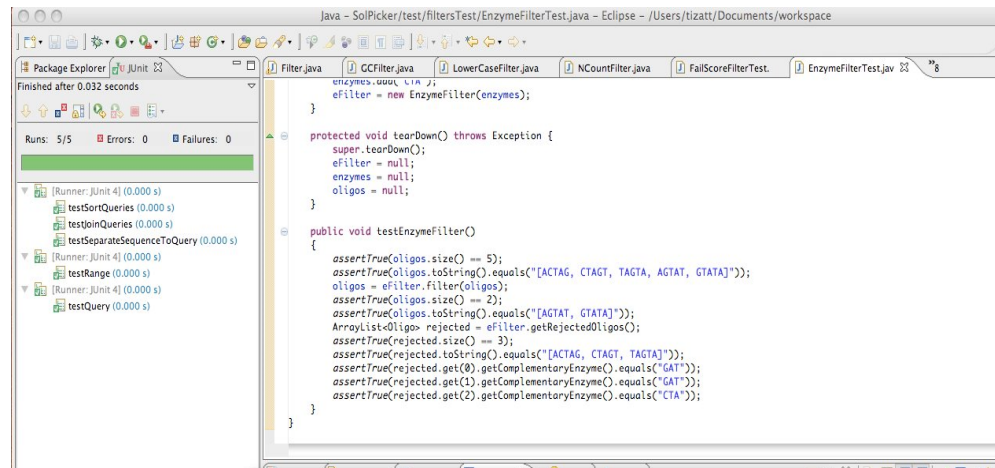 Java - SolPicker/test/filtersTest/EnzymeFilterTest.java - Eclipse - /Users/tizatt/Documents/workspace
Package Explorer JUnit
Finished after 0.032 seconds
Runs: 5/5 Errors: 0 Failures: 0
[Runner: JUnit 4] (0.000 s)
testSortQueries (0.000 s)
testJoinQueries (0.000 s)
testSeparateSequenceToQuery (0.000 s)
[Runner: JUnit 4] (0.000 s)
testRange (0.000 s)
[Runner: JUnit 4] (0.000 s)
testQuery (0.000 s)
Filter.java GCFilter.java LowerCaseFilter.java NCountFilter.java FailScoreFilterTest. EnzymeFilterTest.jav »8
enzymes.add("CTA");
eFilter = new EnzymeFilter(enzymes);
}
protected void tearDown() throws Exception {
super.tearDown();
eFilter = null;
enzymes = null;
oligos = null;
}
public void testEnzymeFilter()
{
assertTrue(oligos.size() == 5);
assertTrue(oligos.toString().equals("[ACTAG, CTAGT, TAGTA, AGTAT, GTATA]"));
oligos = eFilter.filter(oligos);
assertTrue(oligos.size() == 2);
assertTrue(oligos.toString().equals("[AGTAT, GTATA]"));
ArrayList<Oligo> rejected = eFilter.getRejectedOligos();
assertTrue(rejected.size() == 3);
assertTrue(rejected.toString().equals("[ACTAG, CTAGT, TAGTA]"));
assertTrue(rejected.get(0).getComplementaryEnzyme().equals("GAT"));
assertTrue(rejected.get(1).getComplementaryEnzyme().equals("GAT"));
assertTrue(rejected.get(2).getComplementaryEnzyme().equals("CTA"));
}
}